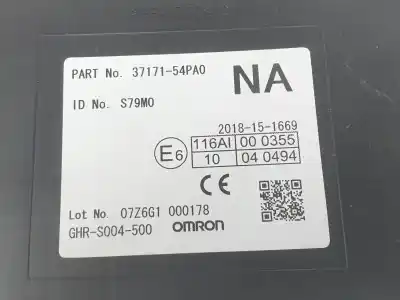 PART No. 37171-54PA0 NA
ID No. S79M0
2018-15-1669
E6 116AI 00 0355
10 04 0494
CE
Lot No. 07Z6G1 000178
GHR-S004-500 OMRON